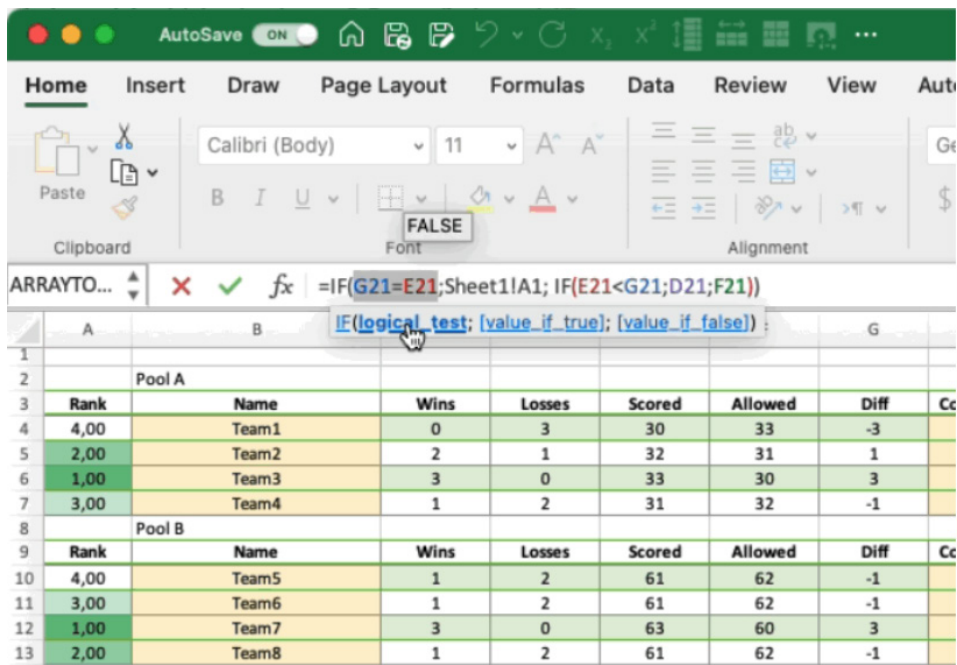 AutoSave ON
Home Insert Draw Page Layout Formulas Data Review View Aut
Paste
Calibri (Body) 11 A A ab Ge
B I U A $
Clipboard Font Alignment
FALSE
ARRAYTO... fx =IF(G21=E21;Sheet1!A1; IF(E21<G21;D21;F21))
IF(logical_test; [value_if_true]; [value_if_false])
A B G
1
2 Pool A
3 Rank Name Wins Losses Scored Allowed Diff Co
4 4,00 Team1 0 3 30 33 -3
5 2,00 Team2 2 1 32 31 1
6 1,00 Team3 3 0 33 30 3
7 3,00 Team4 1 2 31 32 -1
8 Pool B
9 Rank Name Wins Losses Scored Allowed Diff Co
10 4,00 Team5 1 2 61 62 -1
11 3,00 Team6 1 2 61 62 -1
12 1,00 Team7 3 0 63 60 3
13 2,00 Team8 1 2 61 62 -1